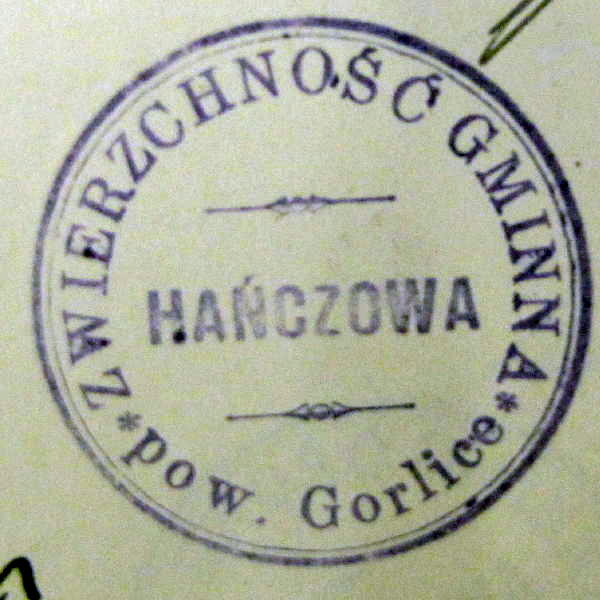 ZWIERZCHNOŚĆ GMINNA
HAŃCZOWA
* pow. Gorlice *